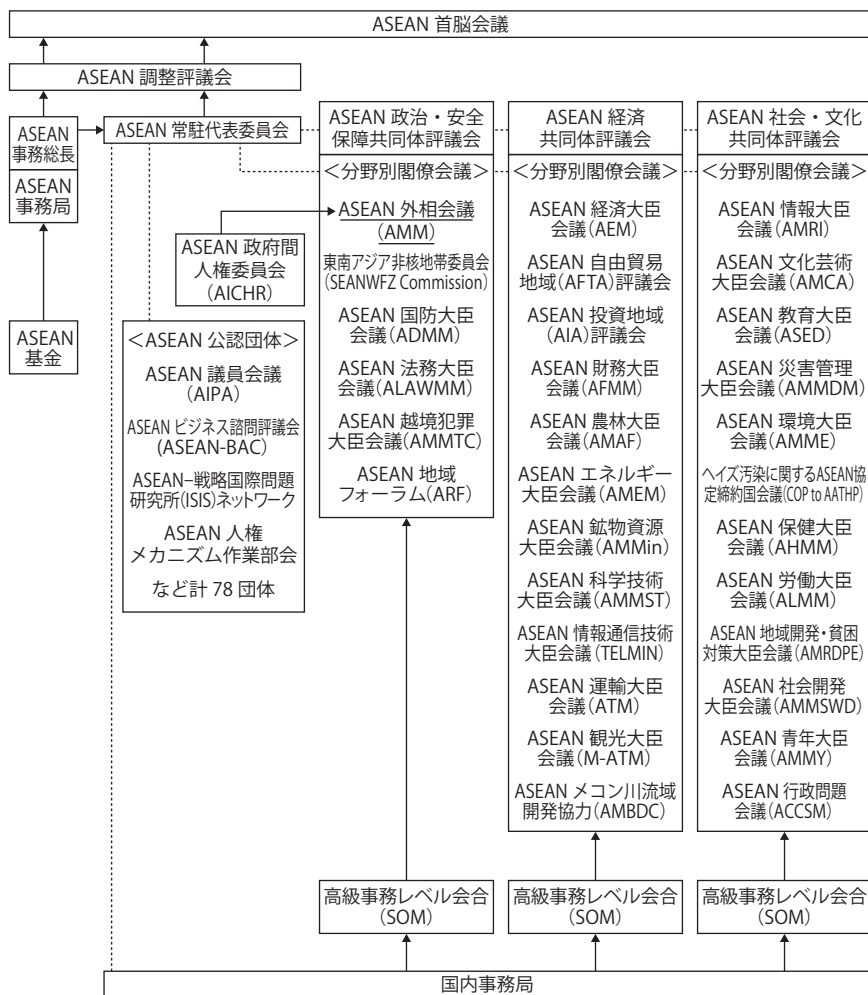 ASEAN 首脳会議
ASEAN 調整評議会
ASEAN
事務総長
ASEAN
事務局
ASEAN
基金
ASEAN 常駐代表委員会
ASEAN 政府間
人権委員会
(AICHR)
＜ASEAN 公認団体＞
ASEAN 議員会議
(AIPA)
ASEAN ビジネス諮問評議会
(ASEAN-BAC)
ASEAN–戦略国際問題
研究所(ISIS)ネットワーク
ASEAN 人権
メカニズム作業部会
など計 78 団体
ASEAN 政治・安全
保障共同体評議会
＜分野別閣僚会議＞
ASEAN 外相会議
(AMM)
東南アジア非核地帯委員会
(SEANWFZ Commission)
ASEAN 国防大臣
会議(ADMM)
ASEAN 法務大臣
会議(ALAWMM)
ASEAN 越境犯罪
大臣会議(AMMTC)
ASEAN 地域
フォーラム(ARF)
高級事務レベル会合
(SOM)
ASEAN 経済
共同体評議会
＜分野別閣僚会議＞
ASEAN 経済大臣
会議(AEM)
ASEAN 自由貿易
地域(AFTA)評議会
ASEAN 投資地域
(AIA)評議会
ASEAN 財務大臣
会議(AFMM)
ASEAN 農林大臣
会議(AMAF)
ASEAN エネルギー
大臣会議(AMEM)
ASEAN 鉱物資源
大臣会議(AMMin)
ASEAN 科学技術
大臣会議(AMMST)
ASEAN 情報通信技術
大臣会議(TELMIN)
ASEAN 運輸大臣
会議(ATM)
ASEAN 観光大臣
会議(M-ATM)
ASEAN メコン川流域
開発協力(AMBDC)
高級事務レベル会合
(SOM)
ASEAN 社会・文化
共同体評議会
＜分野別閣僚会議＞
ASEAN 情報大臣
会議(AMRI)
ASEAN 文化芸術
大臣会議(AMCA)
ASEAN 教育大臣
会議(ASED)
ASEAN 災害管理
大臣会議(AMMDM)
ASEAN 環境大臣
会議(AMME)
ヘイズ汚染に関するASEAN協
定締約国会議(COP to AATHP)
ASEAN 保健大臣
会議(AHMM)
ASEAN 労働大臣
会議(ALMM)
ASEAN 地域開発・貧困
対策大臣会議(AMRDPE)
ASEAN 社会開発
大臣会議(AMMSWD)
ASEAN 青年大臣
会議(AMMY)
ASEAN 行政問題
会議(ACCSM)
高級事務レベル会合
(SOM)
国内事務局